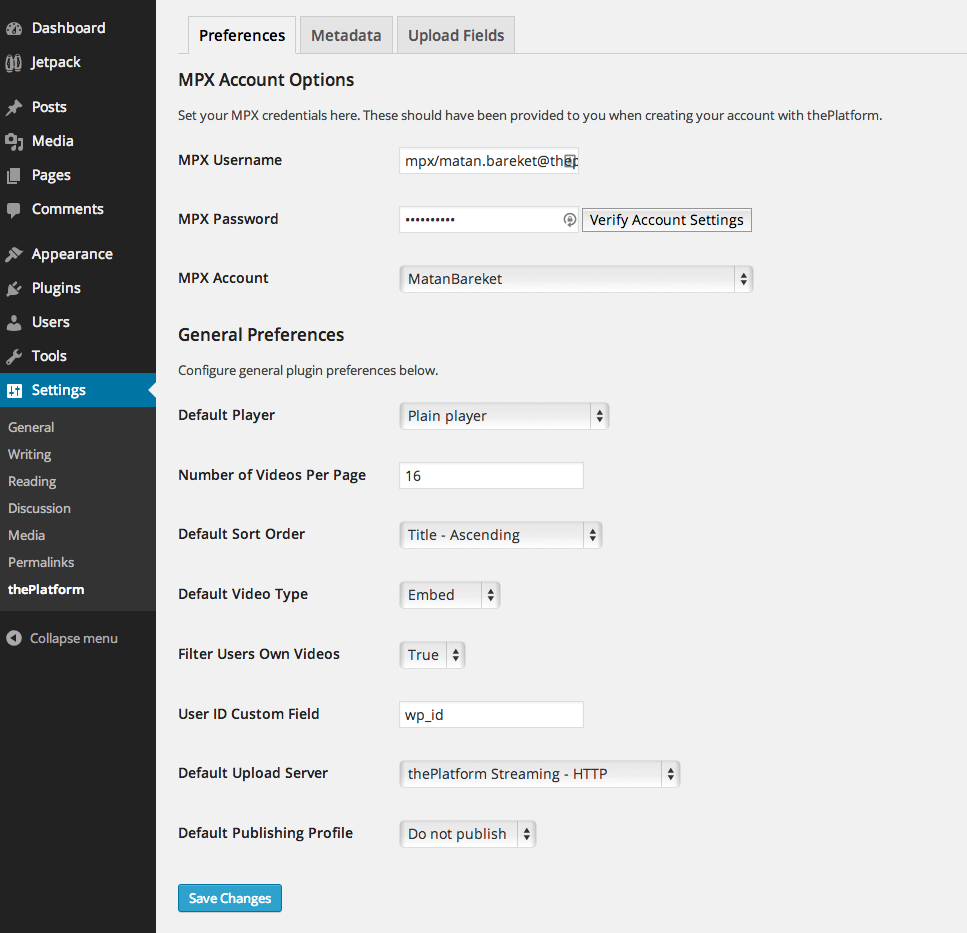 Dashboard
Jetpack
Posts
Media
Pages
Comments
Appearance
Plugins
Users
Tools
Settings
General
Writing
Reading
Discussion
Media
Permalinks
thePlatform
Collapse menu
Preferences Metadata Upload Fields
MPX Account Options
Set your MPX credentials here. These should have been provided to you when creating your account with thePlatform.
MPX Username mpx/matan.bareket@thep
MPX Password •••••••••• Verify Account Settings
MPX Account MatanBareket
General Preferences
Configure general plugin preferences below.
Default Player Plain player
Number of Videos Per Page 16
Default Sort Order Title - Ascending
Default Video Type Embed
Filter Users Own Videos True
User ID Custom Field wp_id
Default Upload Server thePlatform Streaming - HTTP
Default Publishing Profile Do not publish
Save Changes